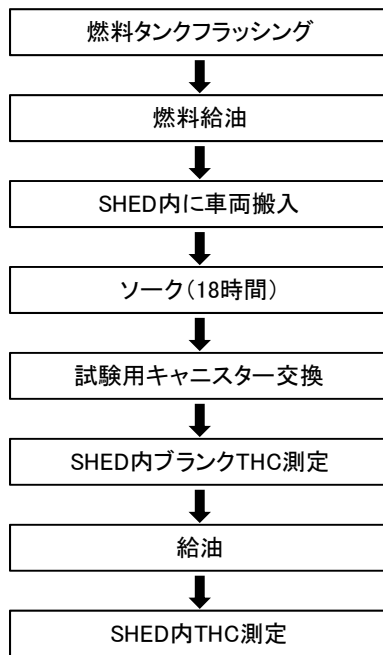 燃料タンクフラッシング
燃料給油
SHED内に車両搬入
ソーク（18時間）
試験用キャニスター交換
SHED内ブランクTHC測定
給油
SHED内THC測定